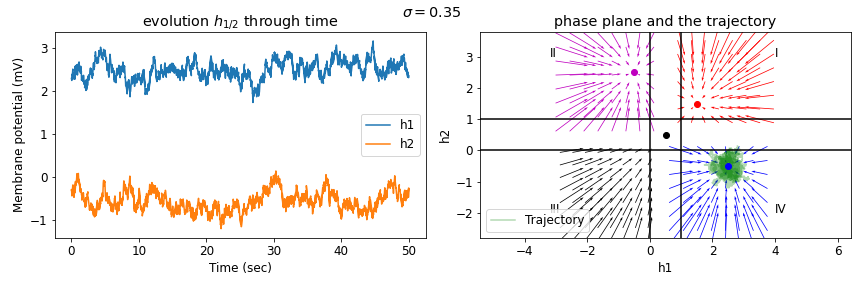 σ = 0.35
evolution h1/2 through time
3
2
1
0
−1
Membrane potential (mV)
h1
h2
0
10
20
30
40
50
Time (sec)
phase plane and the trajectory
3
2
1
0
−1
−2
h2
II
I
III
IV
Trajectory
−4
−2
0
2
4
6
h1